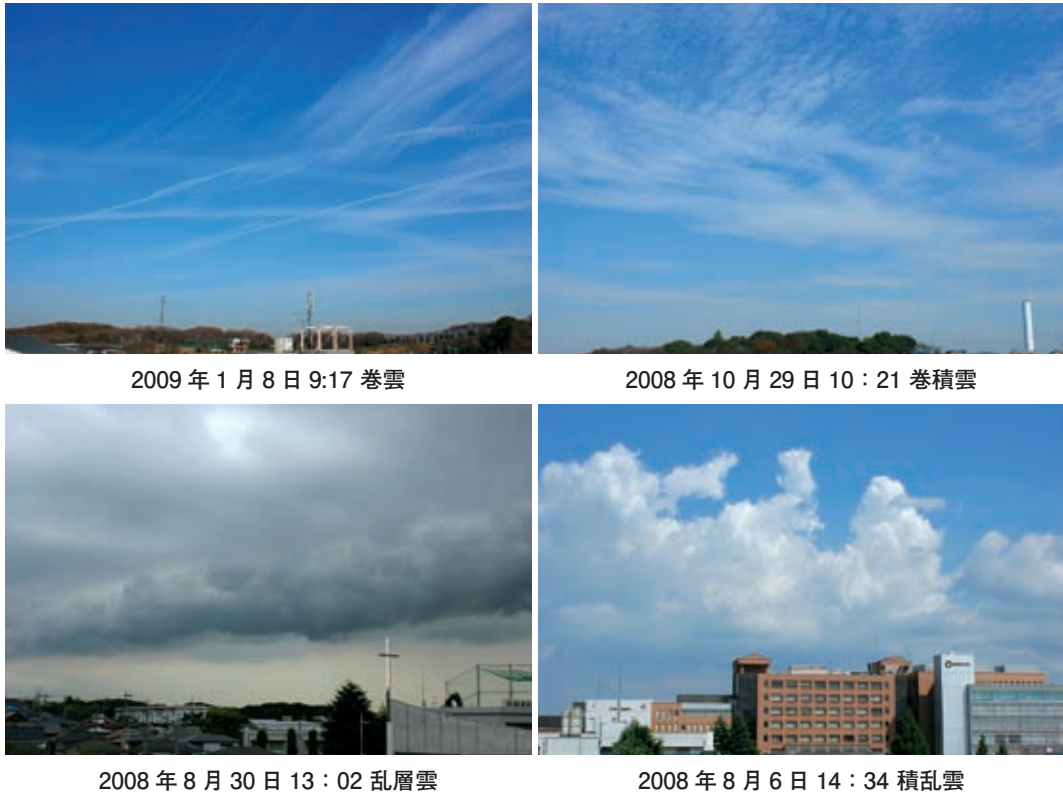 2009 年 1 月 8 日 9:17 巻雲
2008 年 10 月 29 日 10：21 巻積雲
2008 年 8 月 30 日 13：02 乱層雲
2008 年 8 月 6 日 14：34 積乱雲